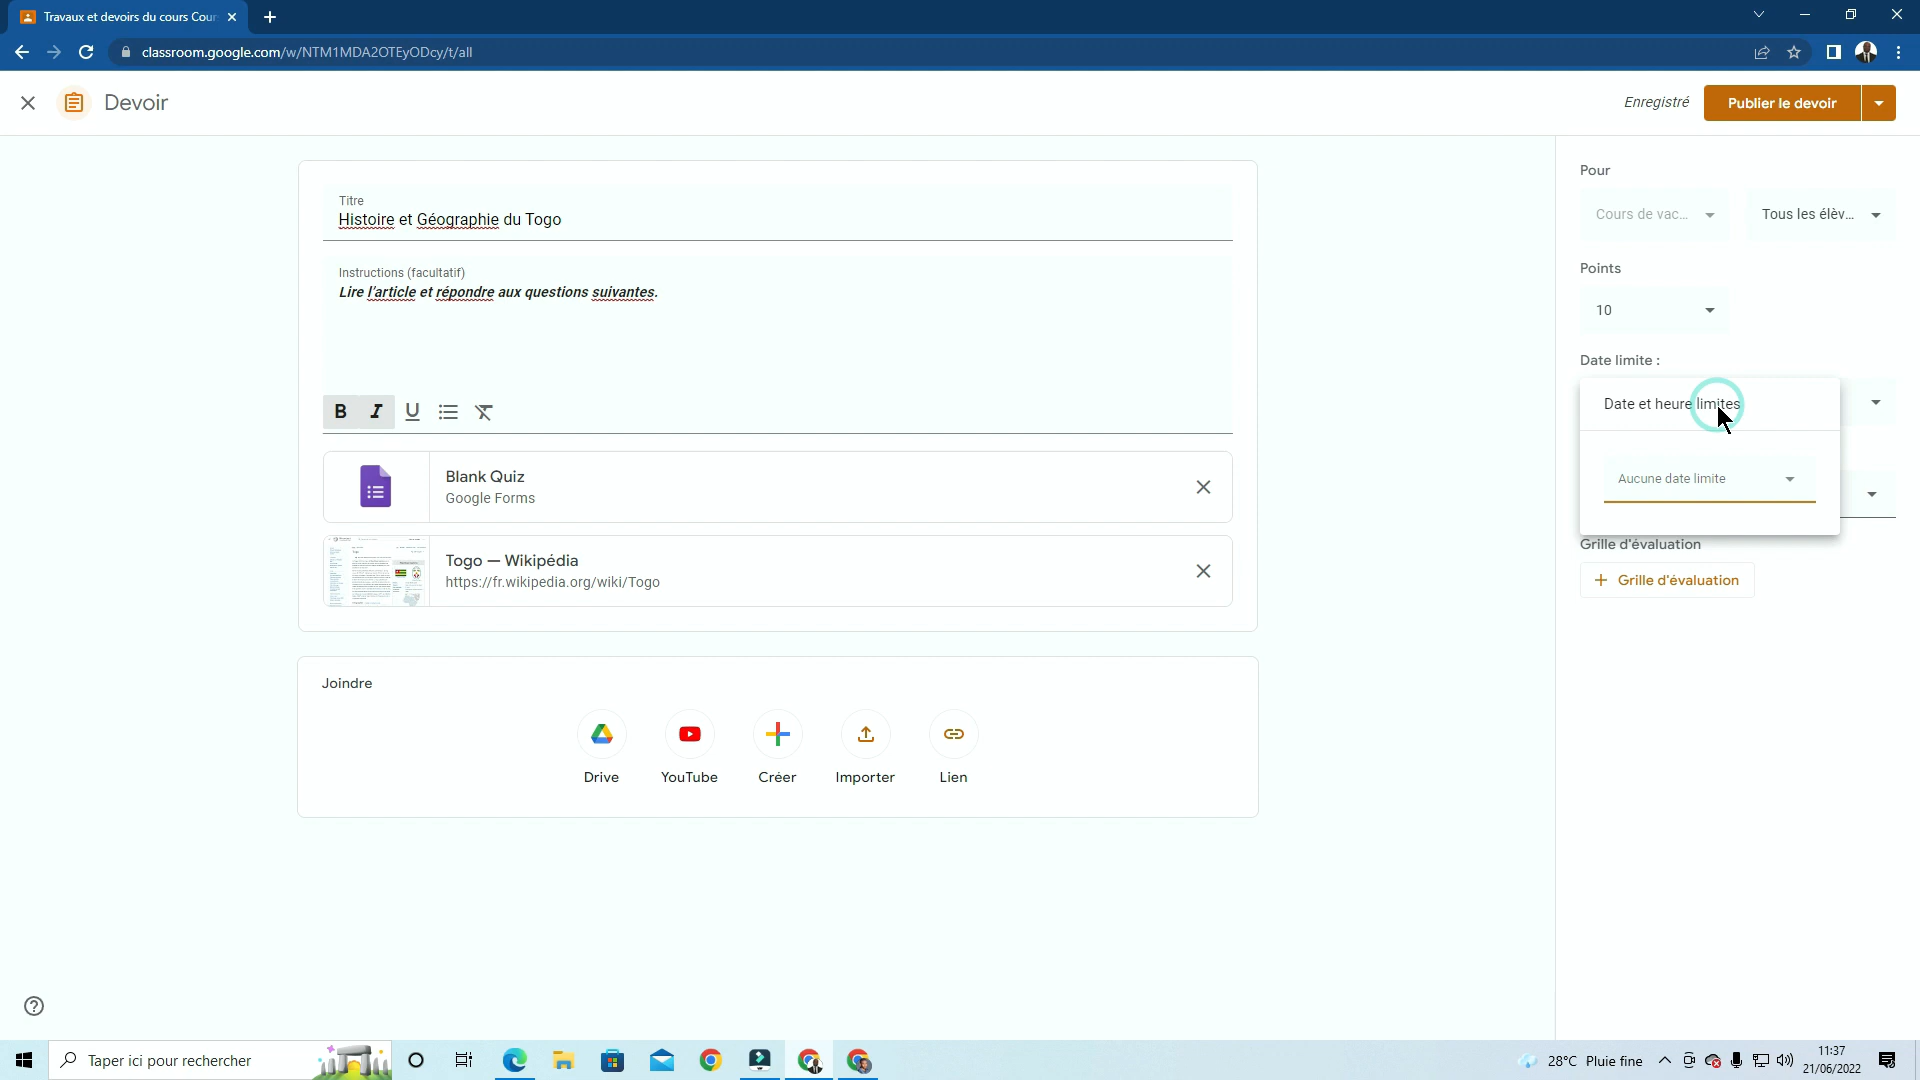 Travaux et devoirs du cours Cour
classroom.google.com/w/NTM1MDA2OTEyODcy/t/all
Devoir
Enregistré
Publier le devoir
Titre
Histoire et Géographie du Togo
Instructions (facultatif)
Lire l'article et répondre aux questions suivantes.
B I U
Blank Quiz
Google Forms
Togo — Wikipédia
https://fr.wikipedia.org/wiki/Togo
Joindre
Drive
YouTube
Créer
Importer
Lien
Pour
Cours de vac...
Tous les élèv...
Points
10
Date limite :
Date et heure limites
Aucune date limite
Grille d'évaluation
Grille d'évaluation
Taper ici pour rechercher
28°C Pluie fine
11:37
21/06/2022